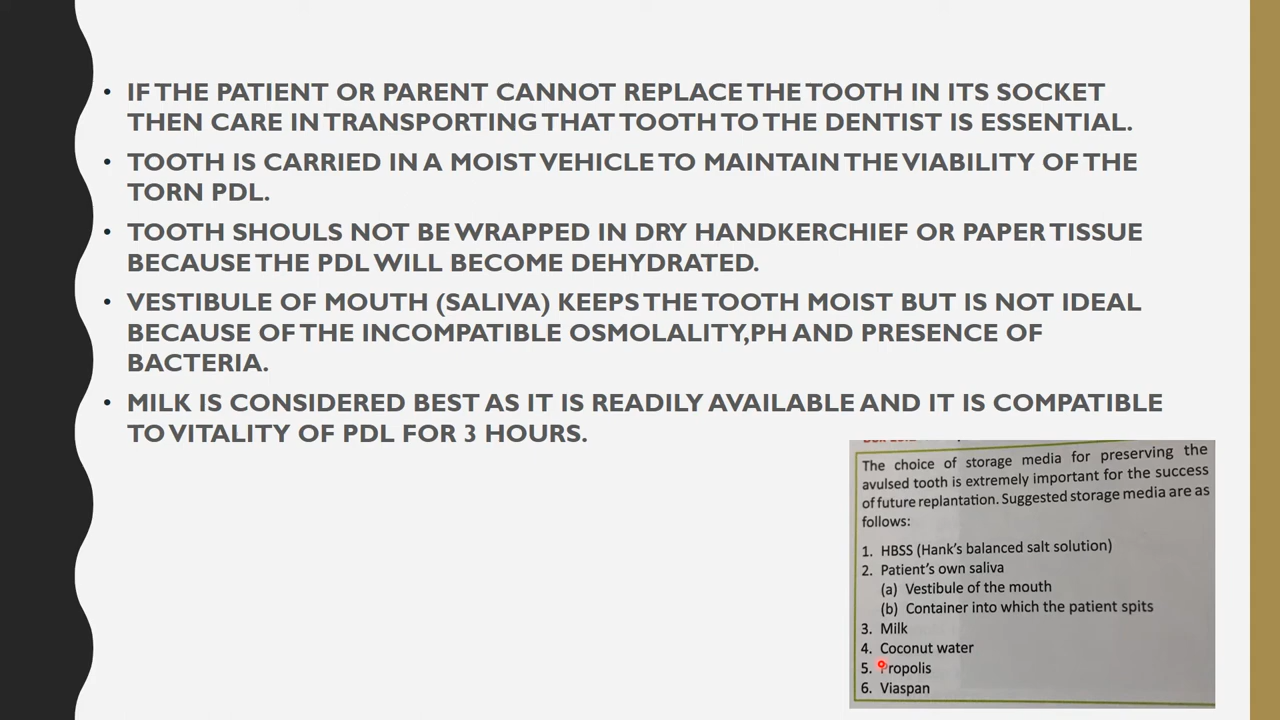 • IF THE PATIENT OR PARENT CANNOT REPLACE THE TOOTH IN ITS SOCKET
THEN CARE IN TRANSPORTING THAT TOOTH TO THE DENTIST IS ESSENTIAL.
• TOOTH IS CARRIED IN A MOIST VEHICLE TO MAINTAIN THE VIABILITY OF THE
TORN PDL.
• TOOTH SHOULS NOT BE WRAPPED IN DRY HANDKERCHIEF OR PAPER TISSUE
BECAUSE THE PDL WILL BECOME DEHYDRATED.
• VESTIBULE OF MOUTH (SALIVA) KEEPS THE TOOTH MOIST BUT IS NOT IDEAL
BECAUSE OF THE INCOMPATIBLE OSMOLALITY,PH AND PRESENCE OF
BACTERIA.
• MILK IS CONSIDERED BEST AS IT IS READILY AVAILABLE AND IT IS COMPATIBLE
TO VITALITY OF PDL FOR 3 HOURS.
The choice of storage media for preserving the
avulsed tooth is extremely important for the success
of future replantation. Suggested storage media are as
follows:
1. HBSS (Hank's balanced salt solution)
2. Patient's own saliva
(a) Vestibule of the mouth
(b) Container into which the patient spits
3. Milk
4. Coconut water
5. Propolis
6. Viaspan